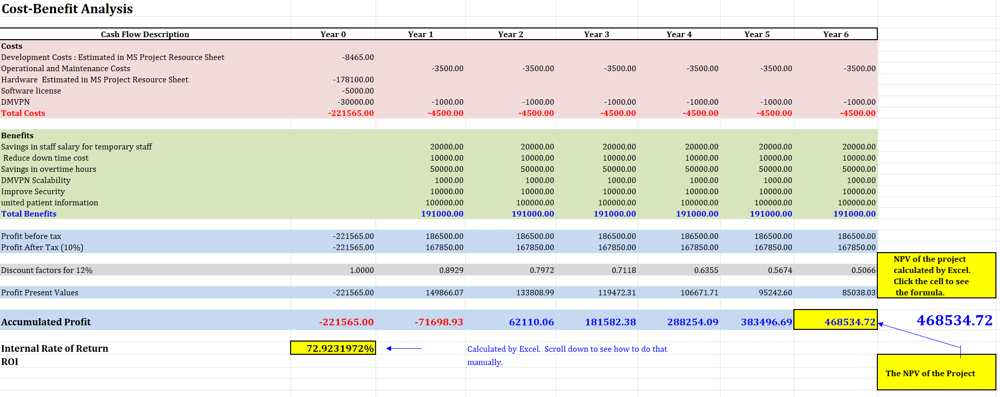 Cost-Benefit Analysis
Cash Flow Description Year 0 Year 1 Year 2 Year 3 Year 4 Year 5 Year 6
Costs
Development Costs : Estimated in MS Project Resource Sheet -8465.00
Operational and Maintenance Costs -3500.00 -3500.00 -3500.00 -3500.00 -3500.00 -3500.00
Hardware  Estimated in MS Project Resource Sheet -178100.00
Software license -5000.00
DMVPN -30000.00 -1000.00 -1000.00 -1000.00 -1000.00 -1000.00 -1000.00
Total Costs -221565.00 -4500.00 -4500.00 -4500.00 -4500.00 -4500.00 -4500.00
Benefits
Savings in staff salary for temporary staff 20000.00 20000.00 20000.00 20000.00 20000.00 20000.00
Reduce down time cost 10000.00 10000.00 10000.00 10000.00 10000.00 10000.00
Savings in overtime hours 50000.00 50000.00 50000.00 50000.00 50000.00 50000.00
DMVPN Scalability 1000.00 1000.00 1000.00 1000.00 1000.00 1000.00
Improve Security 10000.00 10000.00 10000.00 10000.00 10000.00 10000.00
united patient information 100000.00 100000.00 100000.00 100000.00 100000.00 100000.00
Total Benefits 191000.00 191000.00 191000.00 191000.00 191000.00 191000.00
Profit before tax -221565.00 186500.00 186500.00 186500.00 186500.00 186500.00 186500.00
Profit After Tax (10%) -221565.00 167850.00 167850.00 167850.00 167850.00 167850.00 167850.00
Discount factors for 12% 1.0000 0.8929 0.7972 0.7118 0.6355 0.5674 0.5066
NPV of the project
calculated by Excel.
Click the cell to see
the formula.
Profit Present Values -221565.00 149866.07 133808.99 119472.31 106671.71 95242.60 85038.03
Accumulated Profit -221565.00 -71698.93 62110.06 181582.38 288254.09 383496.69 468534.72 468534.72
Internal Rate of Return 72.9231972% Calculated by Excel.  Scroll down to see how to do that
manually.
ROI
The NPV of the Project